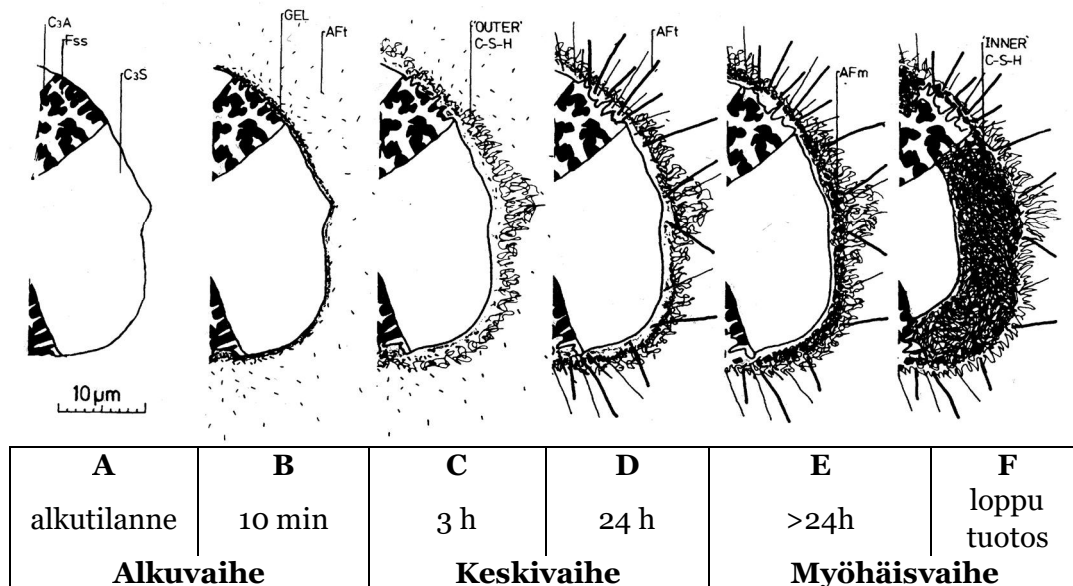 C₃A
Fss
C₃S
GEL
AFt
'OUTER'
C-S-H
AFt
AFm
'INNER'
C-S-H
10 µm
A B C D E F
alkutilanne 10 min 3 h 24 h >24h loppu
tuotos
Alkuvaihe Keskivaihe Myöhäisvaihe